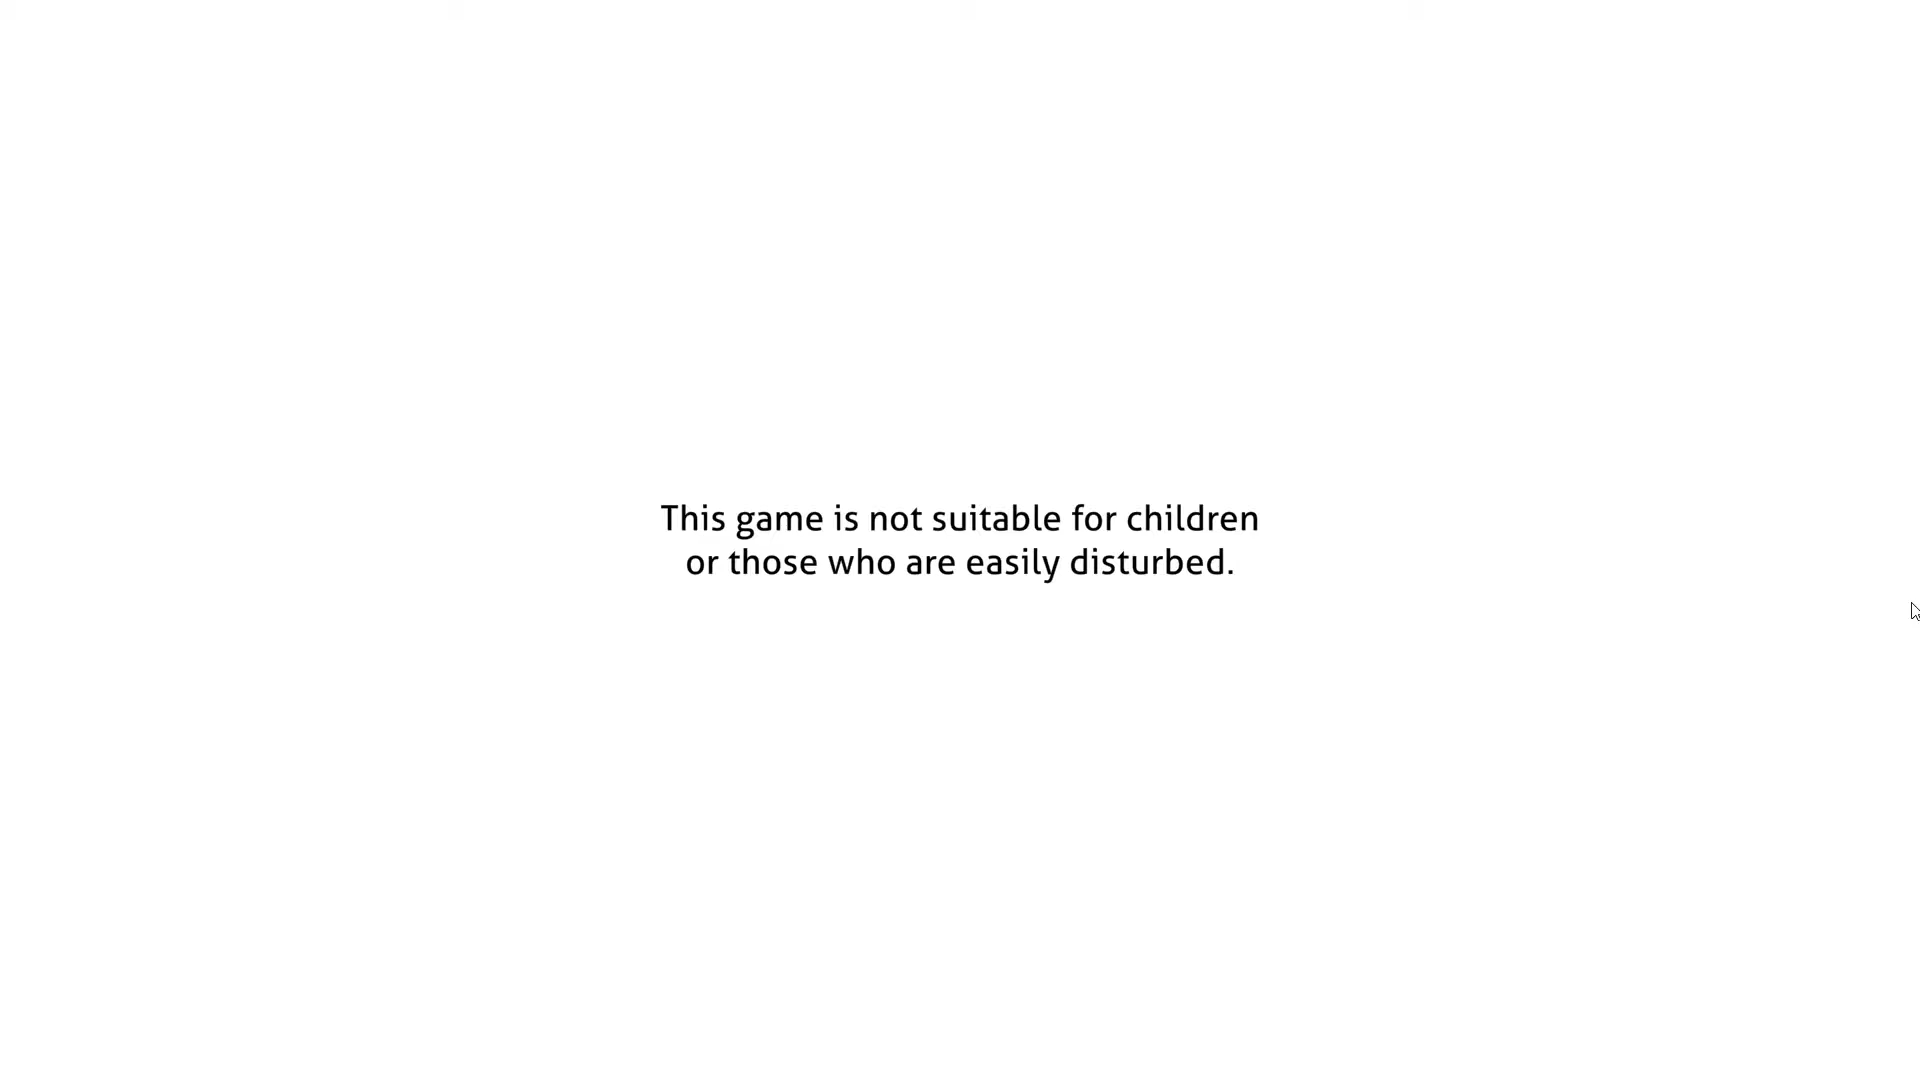 This game is not suitable for children
or those who are easily disturbed.